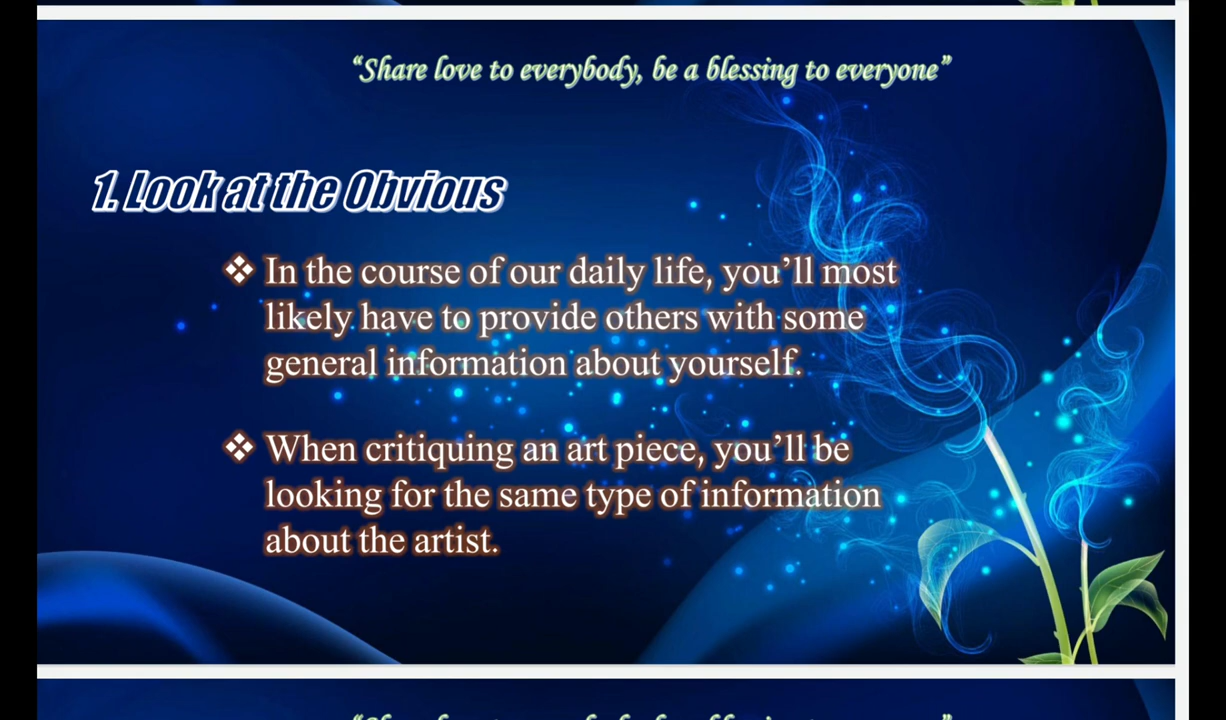 “Share love to everybody, be a blessing to everyone”
1. Look at the Obvious
❖ In the course of our daily life, you’ll most
likely have to provide others with some
general information about yourself.
❖ When critiquing an art piece, you’ll be
looking for the same type of information
about the artist.